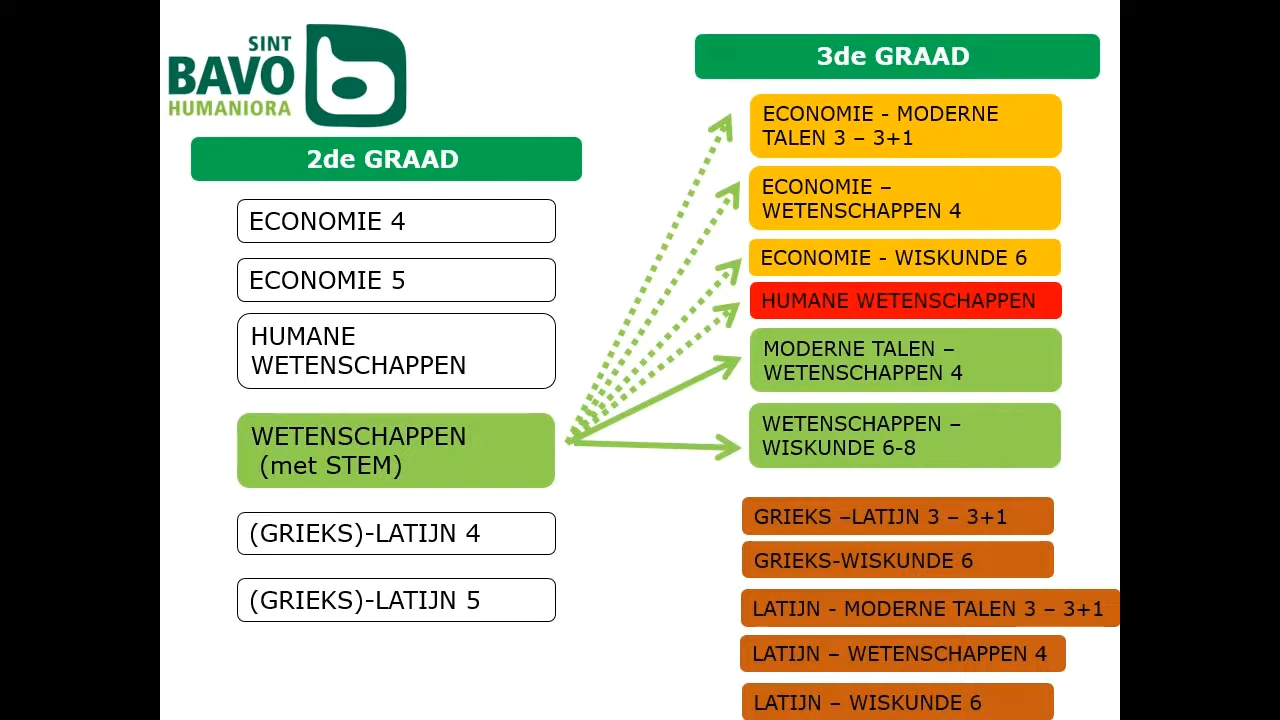 SINT
BAVO
HUMANIORA
2de GRAAD
ECONOMIE 4
ECONOMIE 5
HUMANE
WETENSCHAPPEN
WETENSCHAPPEN
(met STEM)
(GRIEKS)-LATIJN 4
(GRIEKS)-LATIJN 5
3de GRAAD
ECONOMIE - MODERNE
TALEN 3 – 3+1
ECONOMIE –
WETENSCHAPPEN 4
ECONOMIE - WISKUNDE 6
HUMANE WETENSCHAPPEN
MODERNE TALEN –
WETENSCHAPPEN 4
WETENSCHAPPEN –
WISKUNDE 6-8
GRIEKS –LATIJN 3 – 3+1
GRIEKS-WISKUNDE 6
LATIJN - MODERNE TALEN 3 – 3+1
LATIJN – WETENSCHAPPEN 4
LATIJN – WISKUNDE 6